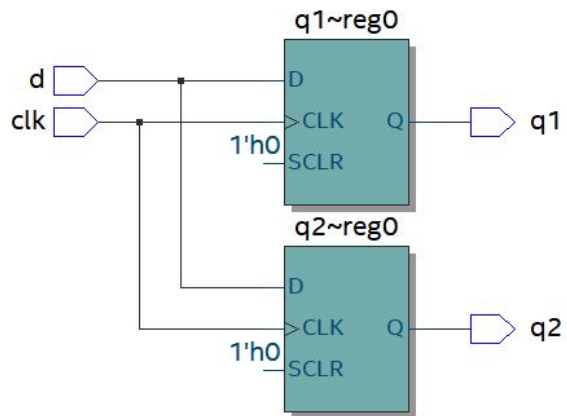 q1~reg0
d
D
clk
CLK
Q
q1
1'h0
SCLR
q2~reg0
D
CLK
Q
q2
1'h0
SCLR